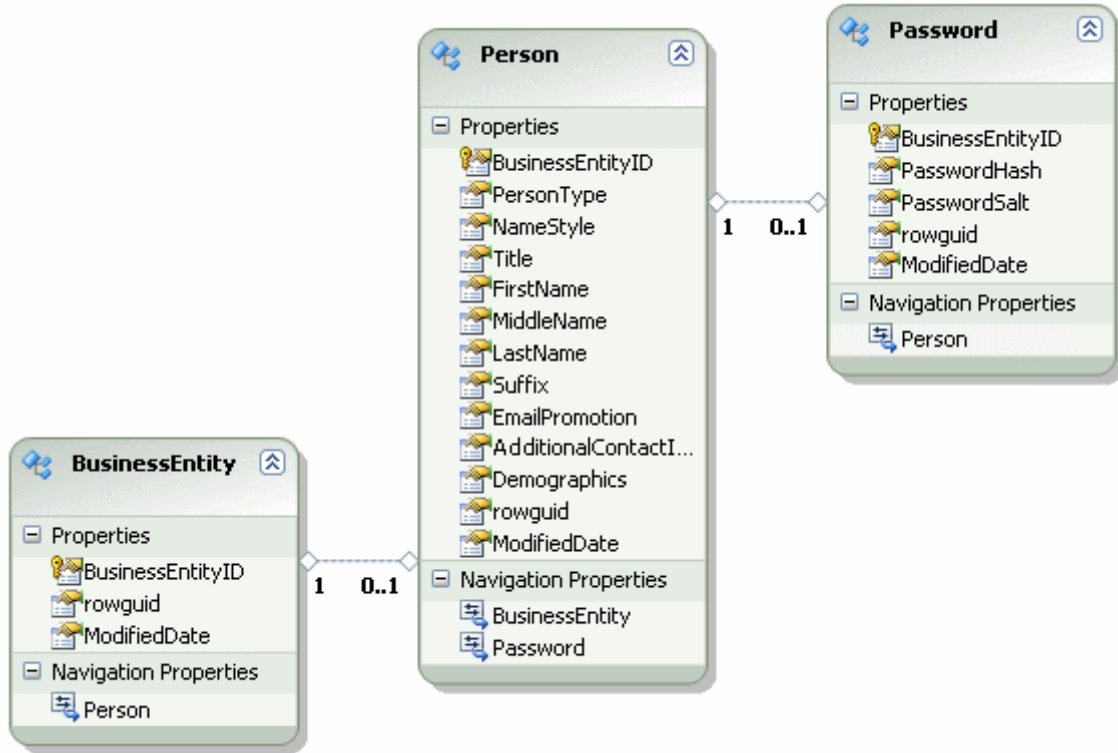 BusinessEntity
Properties
BusinessEntityID
rowguid
ModifiedDate
Navigation Properties
Person
1 0..1
Person
Properties
BusinessEntityID
PersonType
NameStyle
Title
FirstName
MiddleName
LastName
Suffix
EmailPromotion
AdditionalContactI...
Demographics
rowguid
ModifiedDate
Navigation Properties
BusinessEntity
Password
1 0..1
Password
Properties
BusinessEntityID
PasswordHash
PasswordSalt
rowguid
ModifiedDate
Navigation Properties
Person